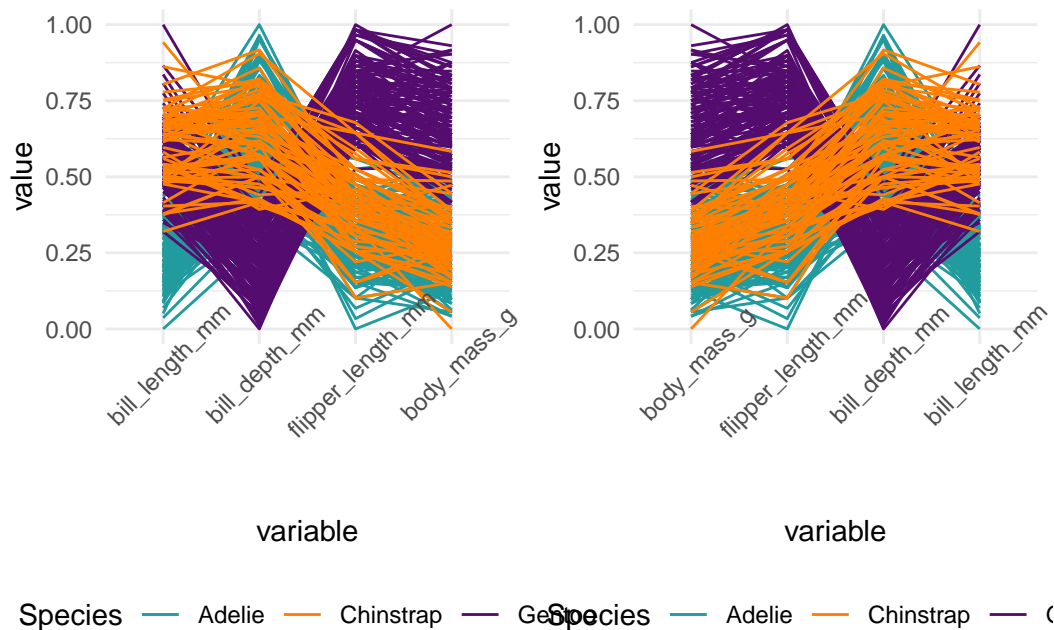 1.00
0.75
0.50
0.25
0.00
value
bill_length_mm
bill_depth_mm
flipper_length_mm
body_mass_g
variable
Species Adelie Chinstrap
1.00
0.75
0.50
0.25
0.00
value
body_mass_g
flipper_length_mm
bill_depth_mm
bill_length_mm
variable
Species Adelie Chinstrap